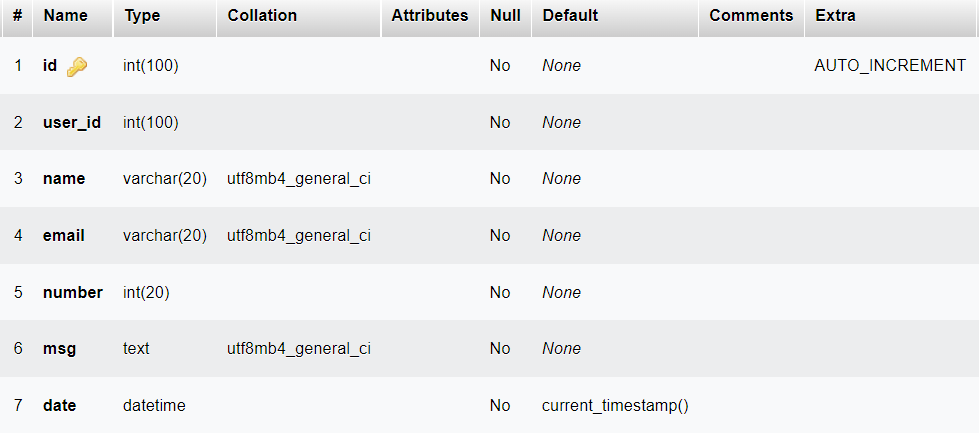 # Name Type Collation Attributes Null Default Comments Extra
1 id int(100) No None AUTO_INCREMENT
2 user_id int(100) No None
3 name varchar(20) utf8mb4_general_ci No None
4 email varchar(20) utf8mb4_general_ci No None
5 number int(20) No None
6 msg text utf8mb4_general_ci No None
7 date datetime No current_timestamp()